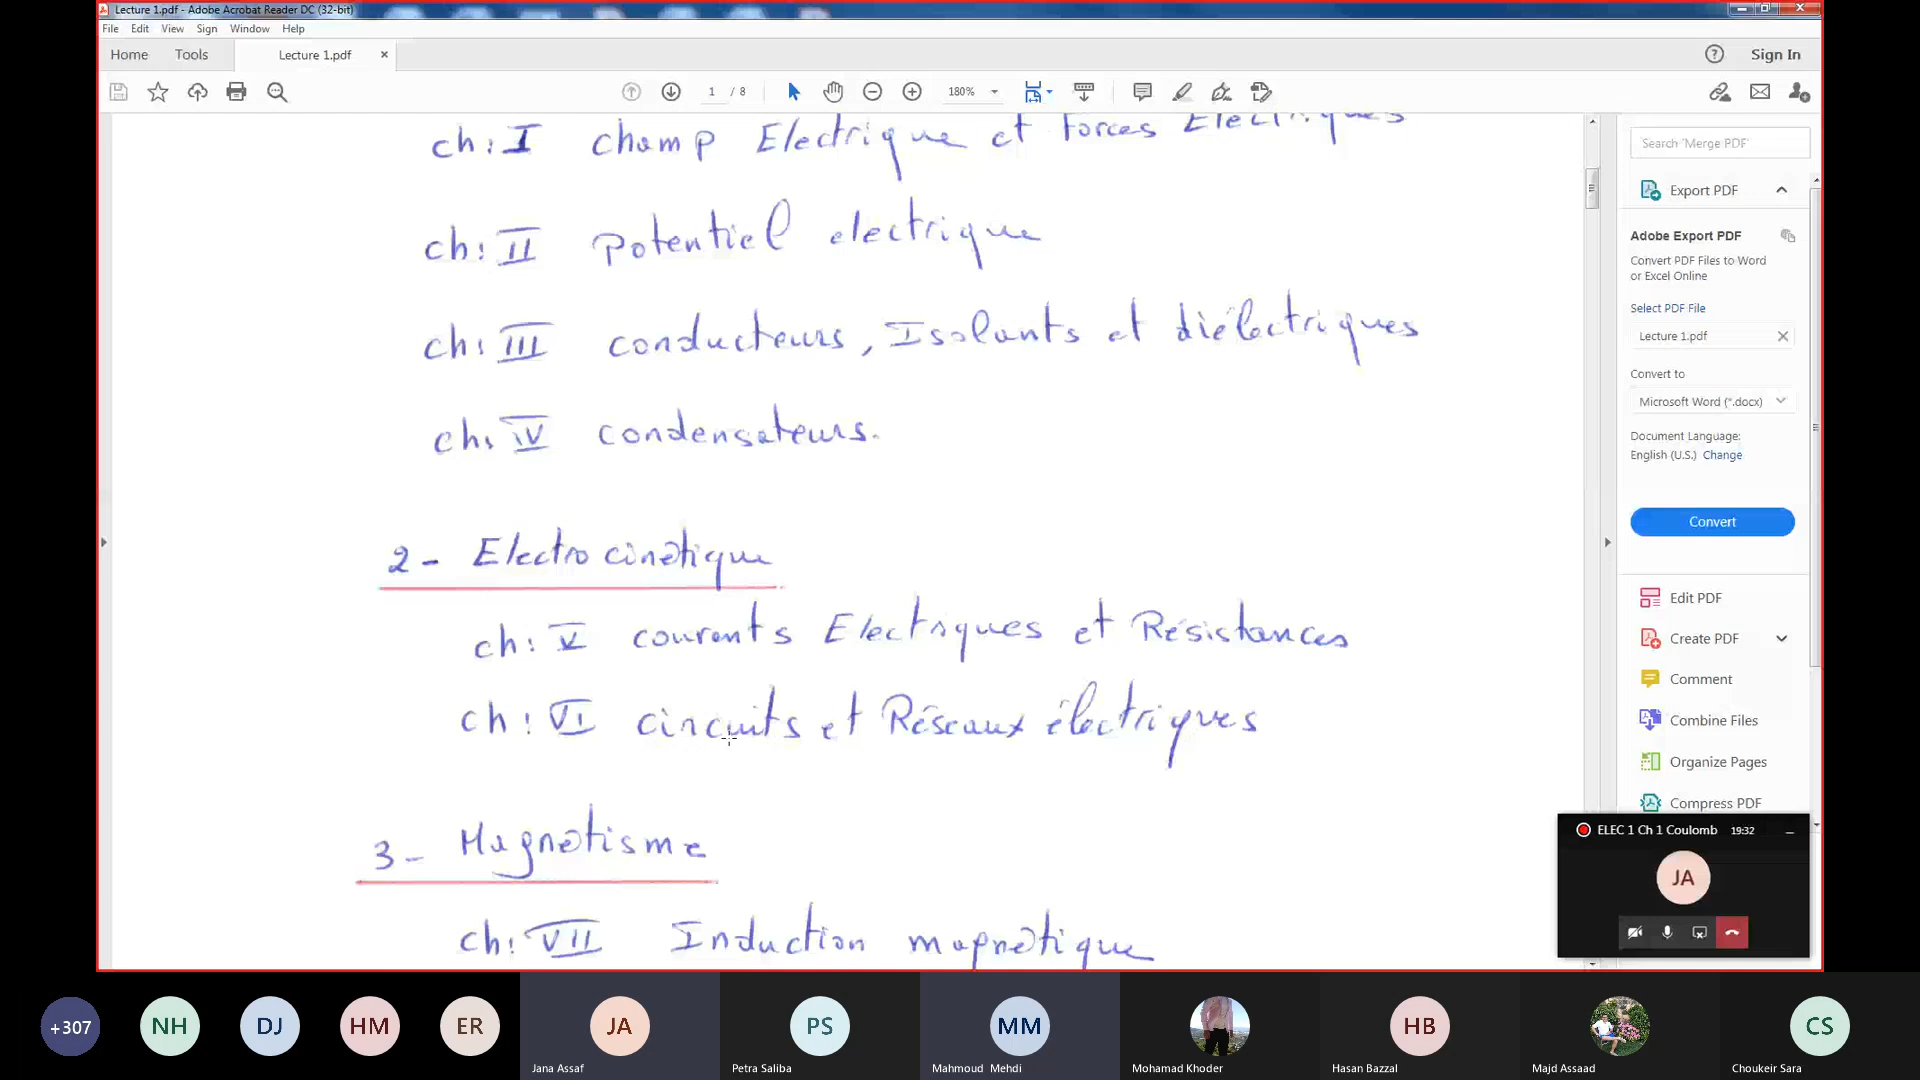 Lecture 1.pdf - Adobe Acrobat Reader DC (32-bit)
File Edit View Sign Window Help
Home Tools Lecture 1.pdf × Sign In
1 / 8 180%
ch: I champ Electrique et Forces Electriques
ch: II Potentiel electrique
ch: III conducteurs, Isolants et diélectriques
ch: IV condensateurs.
2 - Electro cinétique
ch: V courants Electriques et Résistances
ch: VI circuits et Réseaux électriques
3 - Magnétisme
ch: VII Induction magnétique
Search 'Merge PDF'
Export PDF
Adobe Export PDF
Convert PDF Files to Word
or Excel Online
Select PDF File
Lecture 1.pdf
Convert to
Microsoft Word (*.docx)
Document Language:
English (U.S.) Change
Convert
Edit PDF
Create PDF
Comment
Combine Files
Organize Pages
Compress PDF
ELEC 1 Ch 1 Coulomb 19:32
JA
+307 NH DJ HM ER JA PS MM HB CS
Jana Assaf Petra Saliba Mahmoud Mehdi Mohamad Khoder Hasan Bazzal Majd Assaad Choukeir Sara